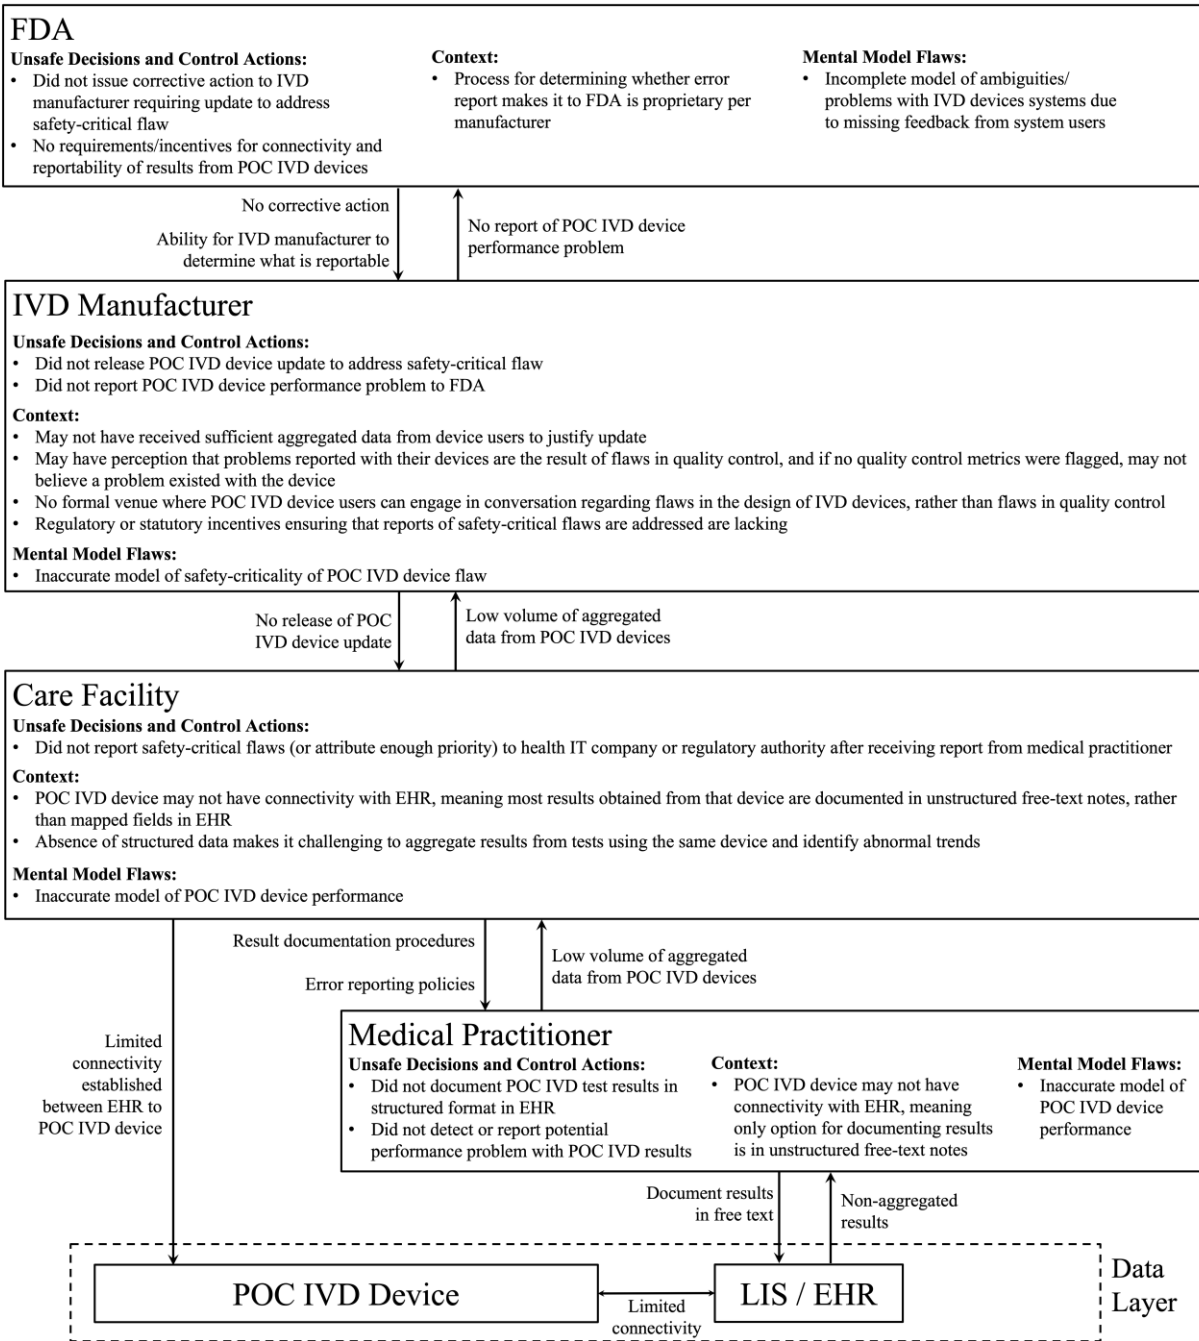 FDA
Unsafe Decisions and Control Actions:
• Did not issue corrective action to IVD
manufacturer requiring update to address
safety-critical flaw
• No requirements/incentives for connectivity and
reportability of results from POC IVD devices
Context:
• Process for determining whether error
report makes it to FDA is proprietary per
manufacturer
Mental Model Flaws:
• Incomplete model of ambiguities/
problems with IVD devices systems due
to missing feedback from system users
No corrective action
Ability for IVD manufacturer to
determine what is reportable
No report of POC IVD device
performance problem
IVD Manufacturer
Unsafe Decisions and Control Actions:
• Did not release POC IVD device update to address safety-critical flaw
• Did not report POC IVD device performance problem to FDA
Context:
• May not have received sufficient aggregated data from device users to justify update
• May have perception that problems reported with their devices are the result of flaws in quality control, and if no quality control metrics were flagged, may not
believe a problem existed with the device
• No formal venue where POC IVD device users can engage in conversation regarding flaws in the design of IVD devices, rather than flaws in quality control
• Regulatory or statutory incentives ensuring that reports of safety-critical flaws are addressed are lacking
Mental Model Flaws:
• Inaccurate model of safety-criticality of POC IVD device flaw
No release of POC
IVD device update
Low volume of aggregated
data from POC IVD devices
Care Facility
Unsafe Decisions and Control Actions:
• Did not report safety-critical flaws (or attribute enough priority) to health IT company or regulatory authority after receiving report from medical practitioner
Context:
• POC IVD device may not have connectivity with EHR, meaning most results obtained from that device are documented in unstructured free-text notes, rather
than mapped fields in EHR
• Absence of structured data makes it challenging to aggregate results from tests using the same device and identify abnormal trends
Mental Model Flaws:
• Inaccurate model of POC IVD device performance
Result documentation procedures
Error reporting policies
Low volume of aggregated
data from POC IVD devices
Limited
connectivity
established
between EHR to
POC IVD device
Medical Practitioner
Unsafe Decisions and Control Actions:
• Did not document POC IVD test results in
structured format in EHR
• Did not detect or report potential
performance problem with POC IVD results
Context:
• POC IVD device may not have
connectivity with EHR, meaning
only option for documenting results
is in unstructured free-text notes
Mental Model Flaws:
• Inaccurate model of
POC IVD device
performance
Document results
in free text
Non-aggregated
results
POC IVD Device
Limited
connectivity
LIS / EHR
Data
Layer